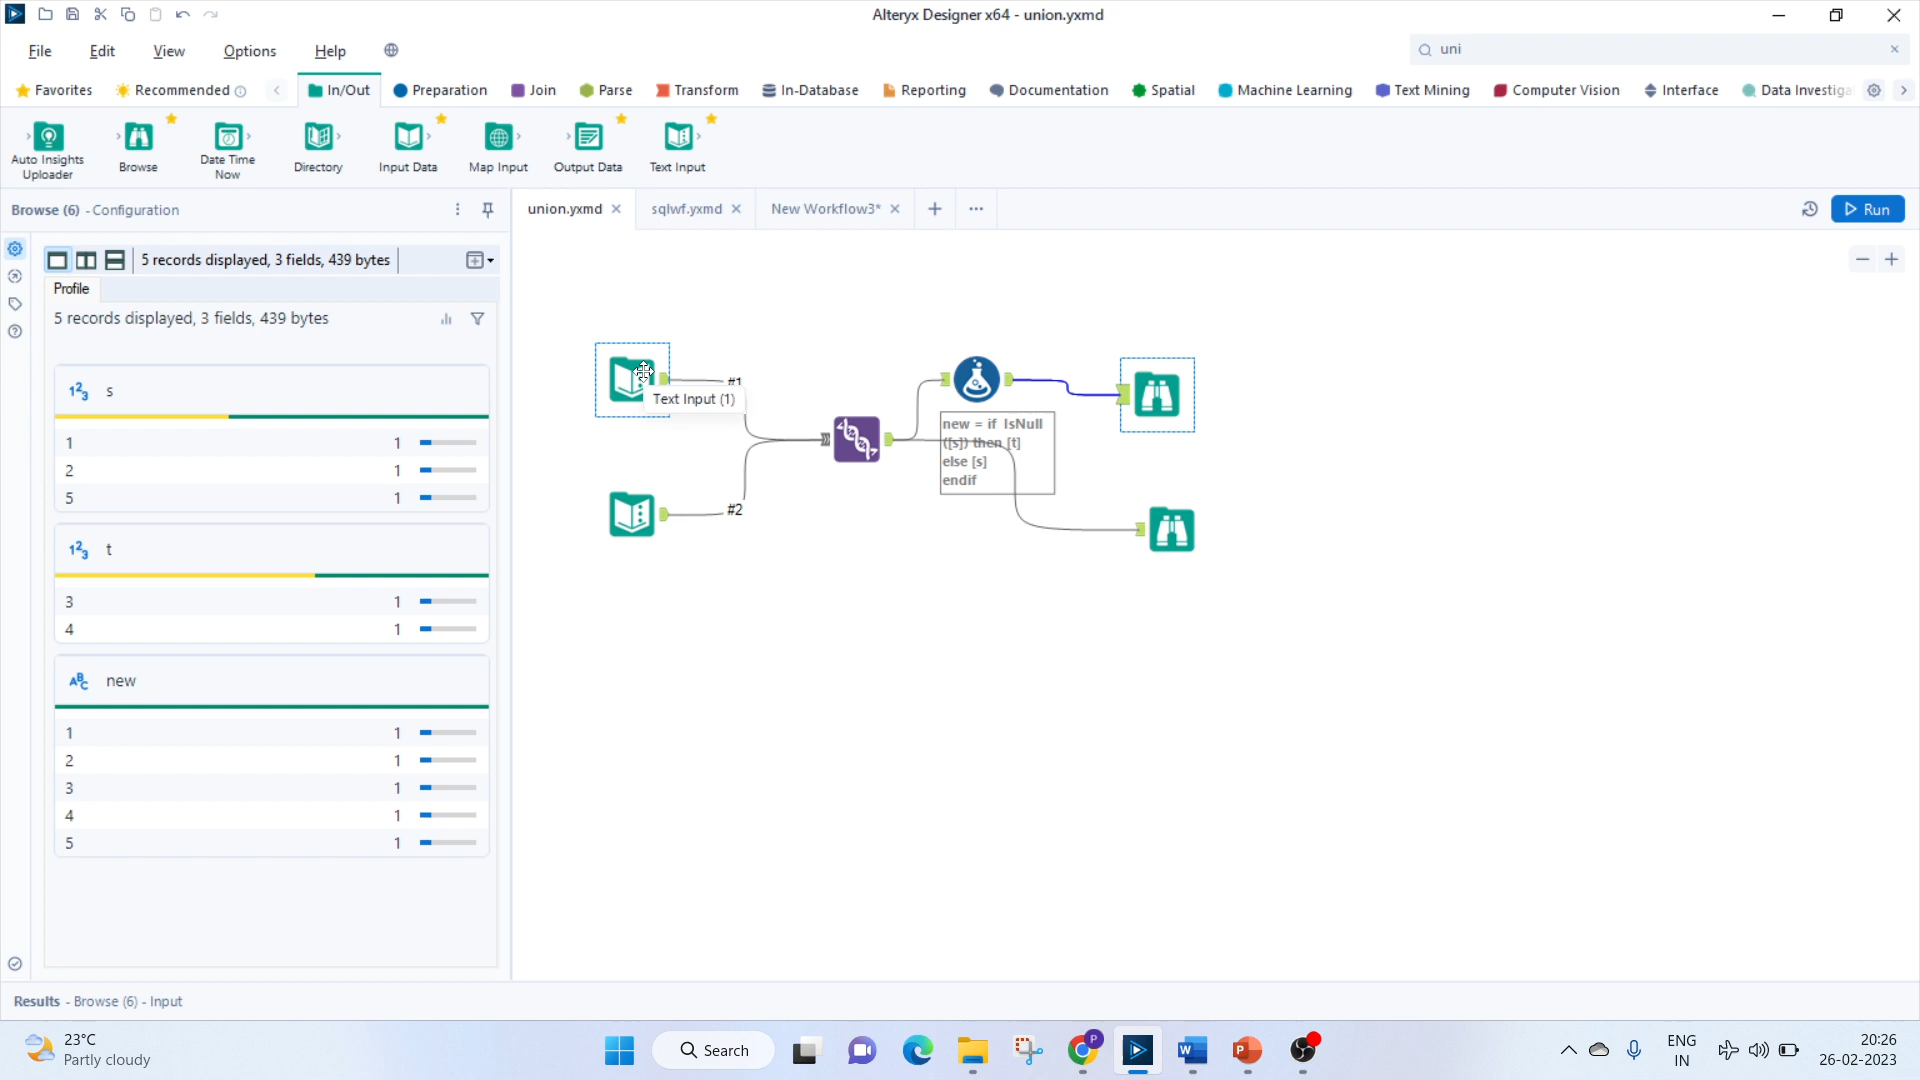 Alteryx Designer x64 - union.yxmd
File Edit View Options Help
uni
Favorites Recommended In/Out Preparation Join Parse Transform In-Database Reporting Documentation Spatial Machine Learning Text Mining Computer Vision Interface Data Investiga
Auto Insights
Uploader
Browse
Date Time
Now
Directory
Input Data
Map Input
Output Data
Text Input
Browse (6) - Configuration
union.yxmd
sqlwf.yxmd
New Workflow3*
Run
5 records displayed, 3 fields, 439 bytes
Profile
5 records displayed, 3 fields, 439 bytes
123 s
1 1
2 1
5 1
123 t
3 1
4 1
ABC new
1 1
2 1
3 1
4 1
5 1
#1
Text Input (1)
#2
new = if IsNull
([s]) then [t]
else [s]
endif
Results - Browse (6) - Input
23°C
Partly cloudy
Search
P
W
P
ENG
IN
20:26
26-02-2023